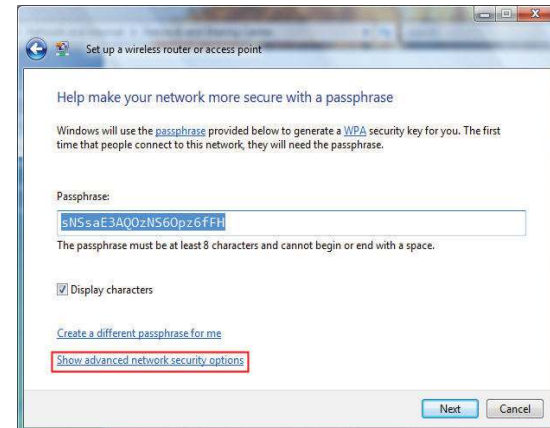 Set up a wireless router or access point
Help make your network more secure with a passphrase
Windows will use the passphrase provided below to generate a WPA security key for you. The first
time that people connect to this network, they will need the passphrase.
Passphrase:
sNSsaE3AQOzNS6Opz6fFH
The passphrase must be at least 8 characters and cannot begin or end with a space.
Display characters
Create a different passphrase for me
Show advanced network security options
Next Cancel